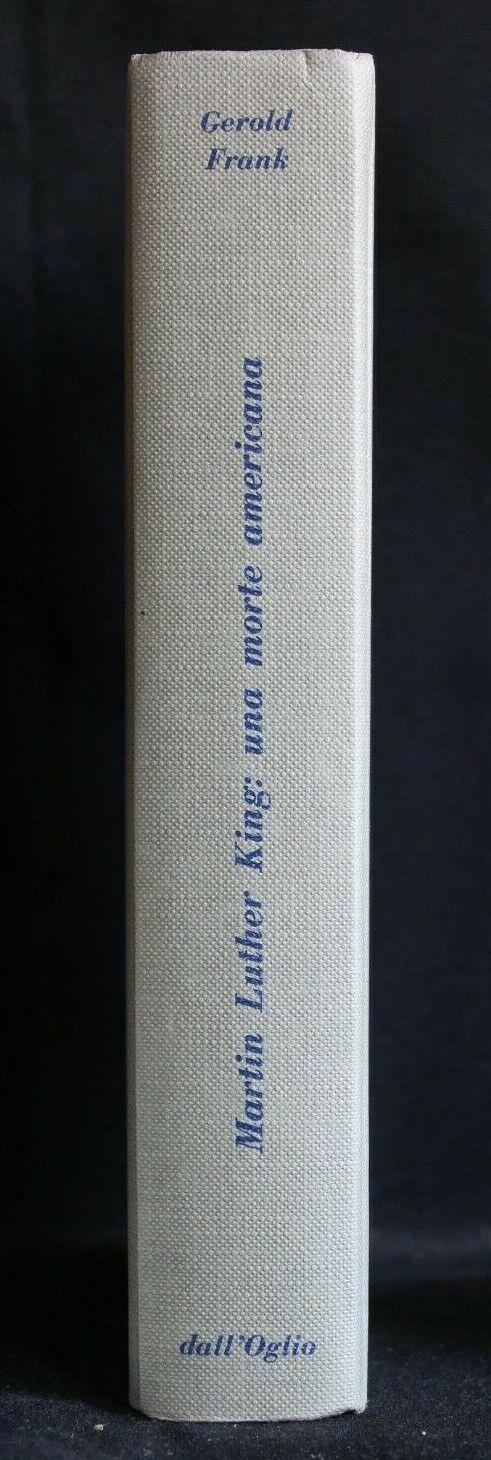 Gerold
Frank
Martin Luther King: una morte americana
dall'Oglio